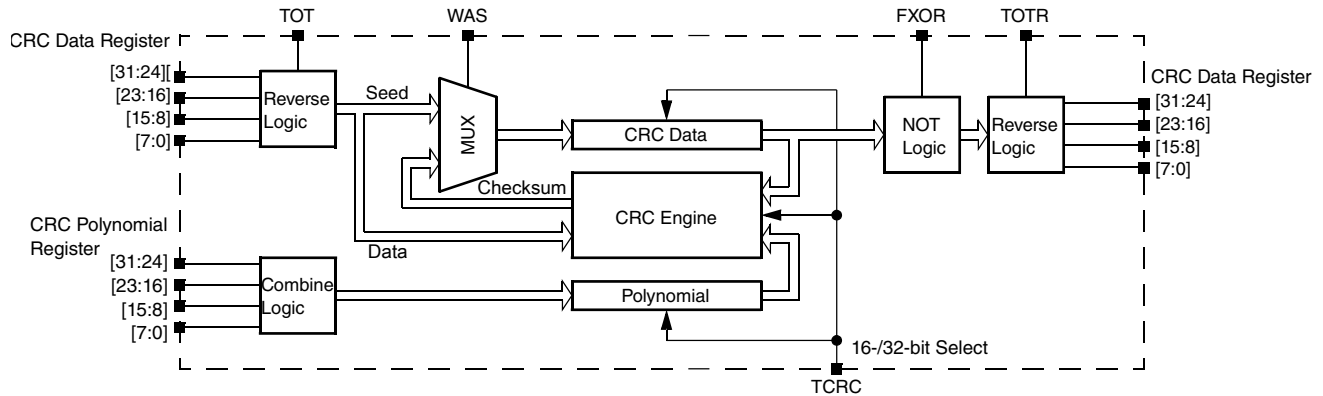 TOT
WAS
FXOR
TOTR
CRC Data Register
[31:24][
[23:16]
[15:8]
[7:0]
Reverse
Logic
Seed
MUX
CRC Data
NOT
Logic
Reverse
Logic
CRC Data Register
[31:24]
[23:16]
[15:8]
[7:0]
Checksum
CRC Engine
Data
CRC Polynomial
Register
[31:24]
[23:16]
[15:8]
[7:0]
Combine
Logic
Polynomial
16-/32-bit Select
TCRC